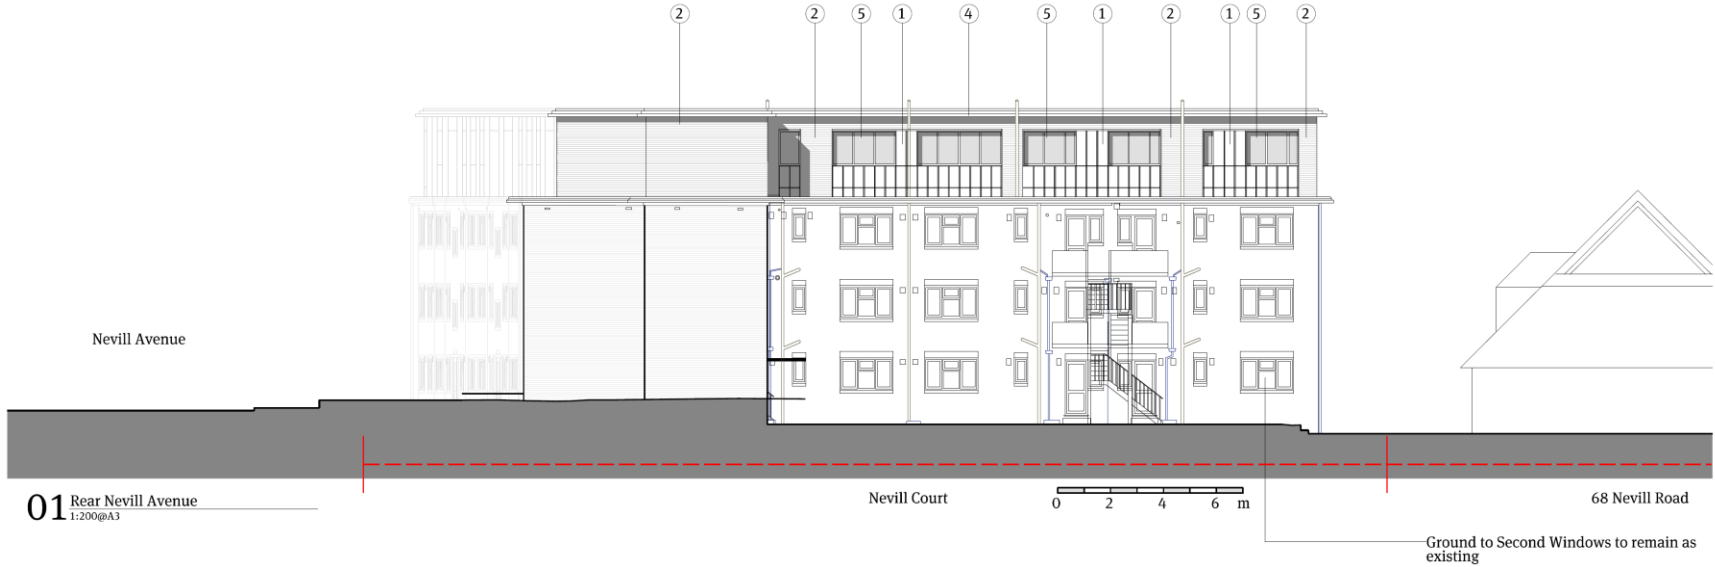 2 2 5 1 4 5 1 2 1 5 2
Nevill Avenue
01 Rear Nevill Avenue
1:200@A3
Nevill Court
0 2 4 6 m
68 Nevill Road
Ground to Second Windows to remain as
existing